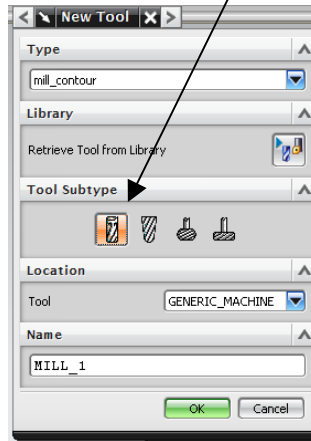 New Tool
Type
mill_contour
Library
Retrieve Tool from Library
Tool Subtype
Location
Tool GENERIC_MACHINE
Name
MILL_1
OK Cancel